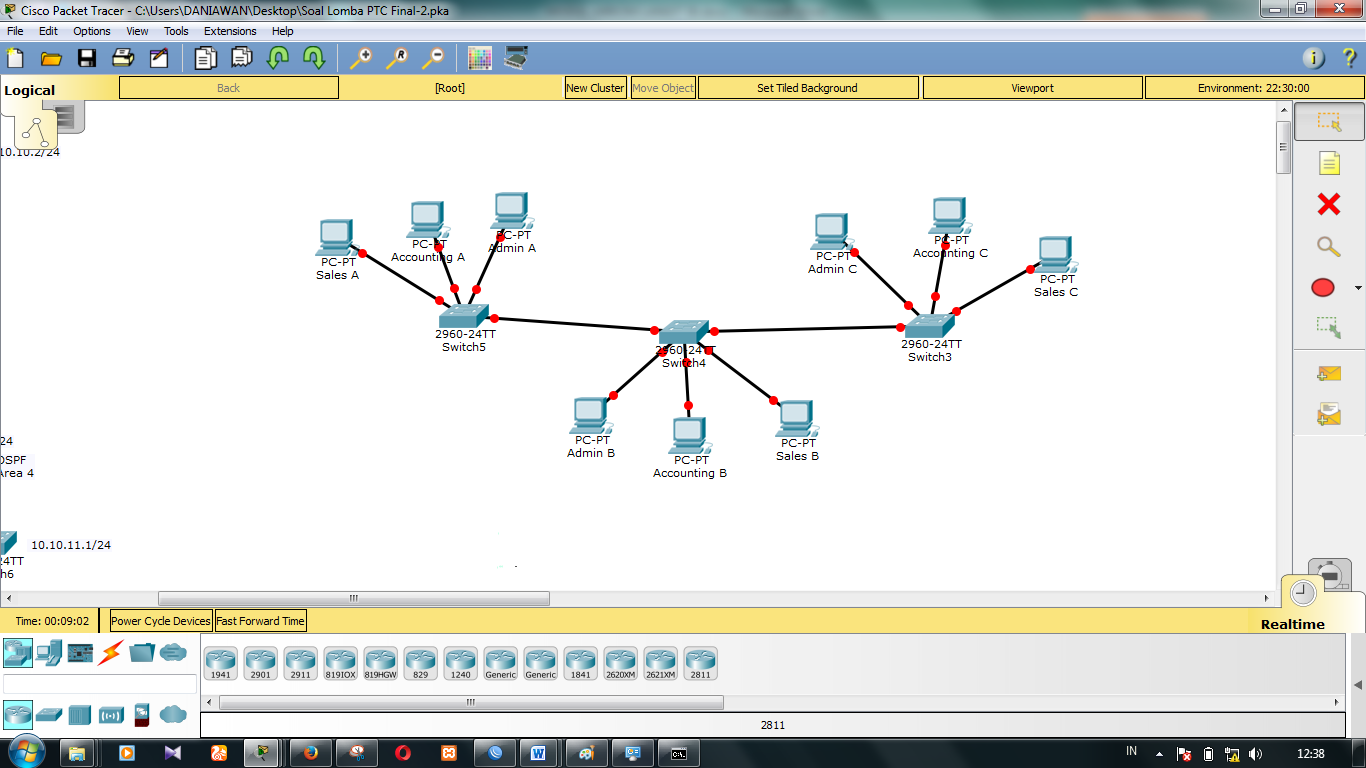 Cisco Packet Tracer - C:\Users\DANIAWAN\Desktop\Soal Lomba PTC Final-2.pka
File Edit Options View Tools Extensions Help
Logical
Back
[Root]
New Cluster
Move Object
Set Tiled Background
Viewport
Environment: 22:30:00
10.10.2/24
PC-PT
Sales A
PC-PT
Accounting A
PC-PT
Admin A
2960-24TT
Switch5
2960-24TT
Switch4
PC-PT
Admin C
PC-PT
Accounting C
PC-PT
Sales C
2960-24TT
Switch3
PC-PT
Admin B
PC-PT
Accounting B
PC-PT
Sales B
24
OSPF
Area 4
10.10.11.1/24
24TT
h6
Time: 00:09:02
Power Cycle Devices
Fast Forward Time
Realtime
1941
2901
2911
819IOX
819HGW
829
1240
Generic
Generic
1841
2620XM
2621XM
2811
2811
IN
12:38